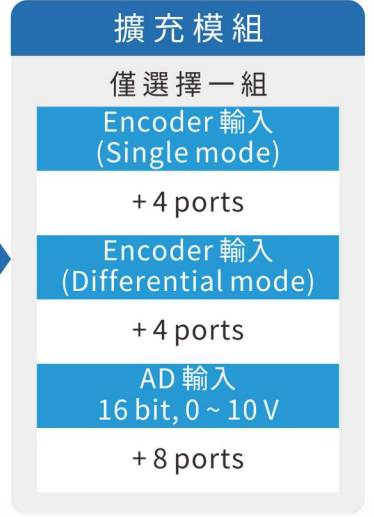 擴充模組
僅選擇一組
Encoder 輸入
(Single mode)
+ 4 ports
Encoder 輸入
(Differential mode)
+ 4 ports
AD 輸入
16 bit, 0 ~ 10 V
+ 8 ports